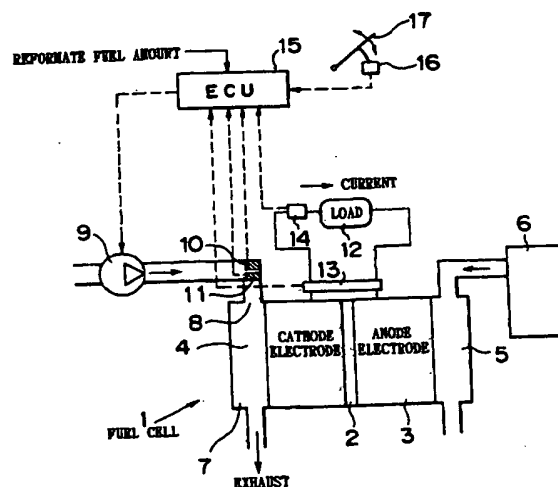 17
15
REFORMATE FUEL AMOUNT
16
ECU
CURRENT
6
9
10
LOAD
14
12
13
11
8
4
CATHODE
ELECTRODE
ANODE
ELECTRODE
5
1
FUEL CELL
7
2
3
EXHAUST